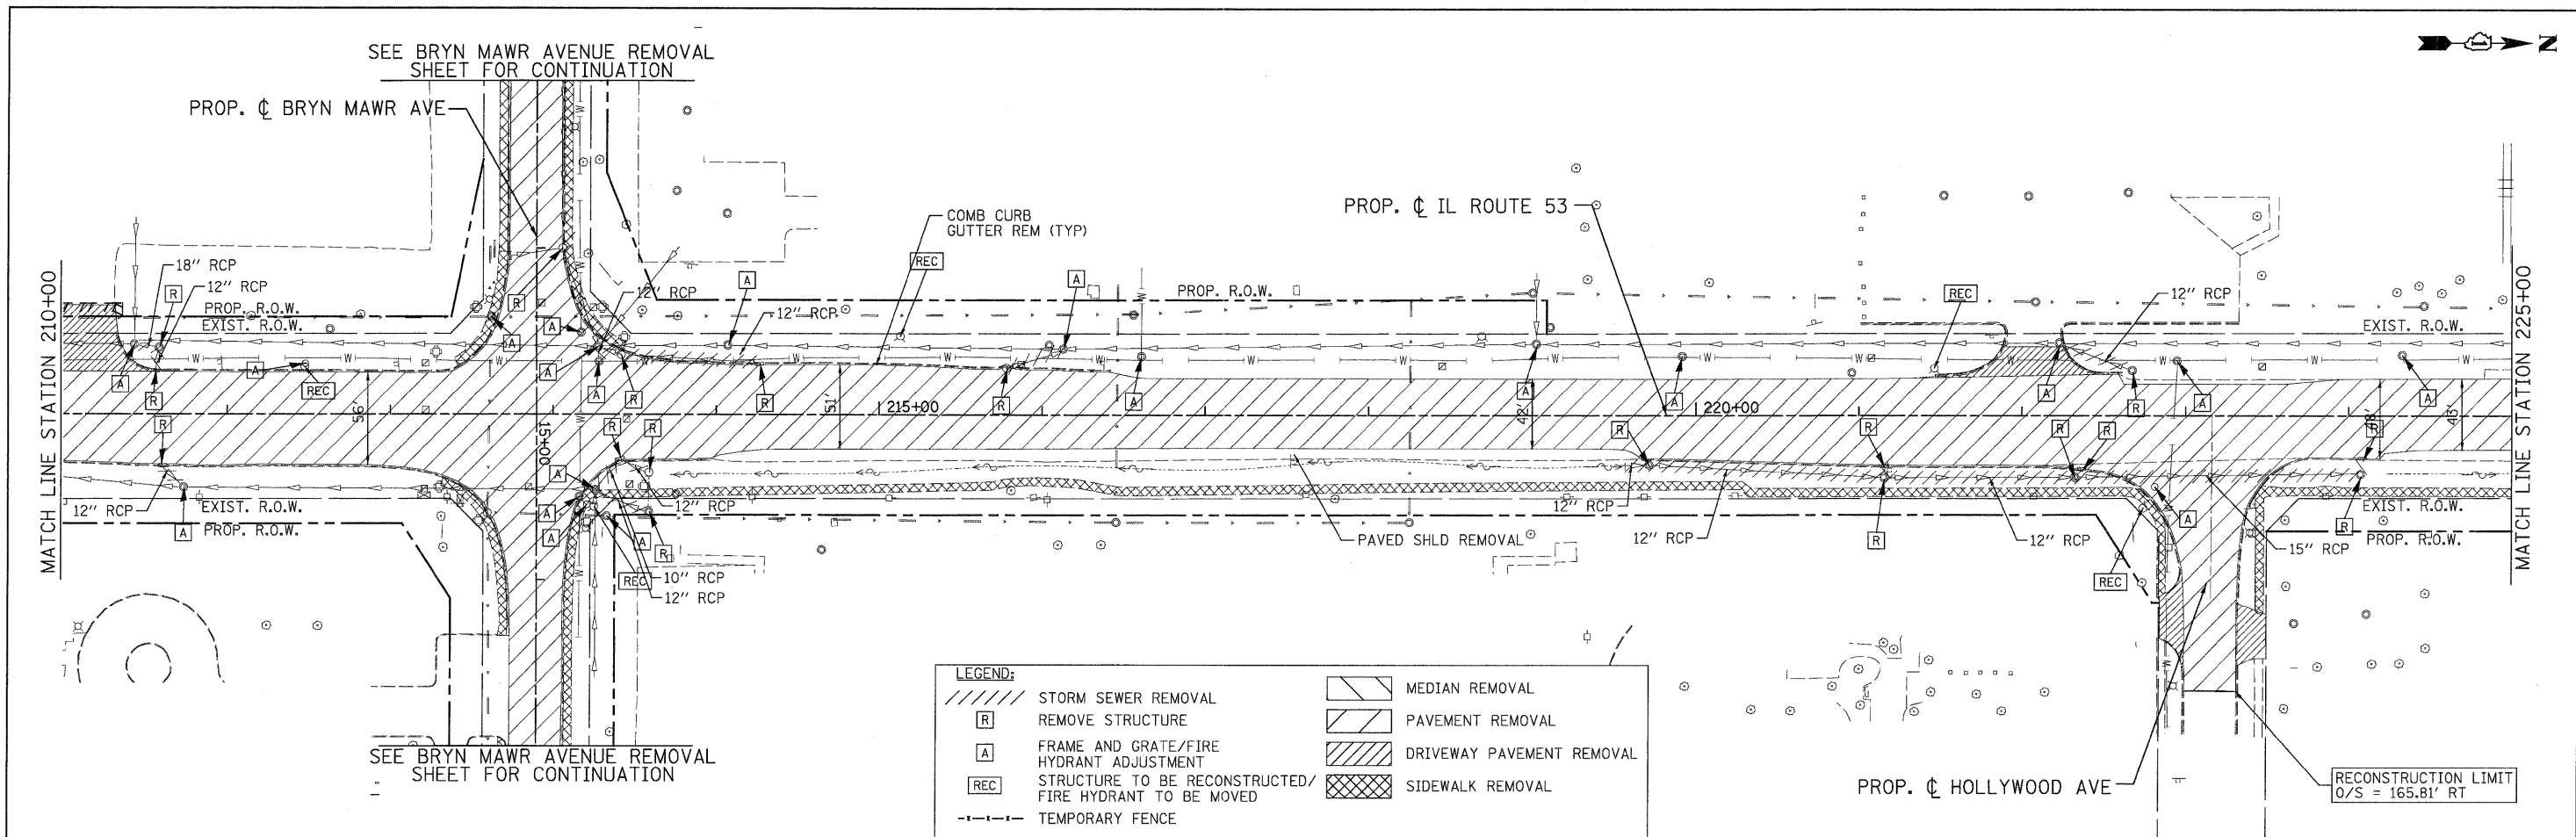 SEE BRYN MAWR AVENUE REMOVAL
SHEET FOR CONTINUATION
N
PROP. ℄ BRYN MAWR AVE
PROP. ℄ IL ROUTE 53
COMB CURB
GUTTER REM (TYP)
REC
18" RCP
12" RCP
R
PROP. R.O.W.
EXIST. R.O.W.
MATCH LINE STATION 210+00
R
12" RCP
A
12" RCP
A
PROP. R.O.W.
REC
12" RCP
EXIST. R.O.W.
MATCH LINE STATION 225+00
A
W
W
A
A
A
W
W
W
W
W
W
W
W
W
W
W
A
R
A
REC
A
R
R
R
A
A
A
A
R
A
56'
51'
42'
48'
43'
R
215+00
220+00
15+00
R
R
R
R
R
R
R
A
12" RCP
EXIST. R.O.W.
PROP. R.O.W.
A
A
A
A
R
REC
12" RCP
10" RCP
12" RCP
PAVED SHLD REMOVAL
12" RCP
12" RCP
R
12" RCP
A
REC
15" RCP
R
EXIST. R.O.W.
PROP. R.O.W.
SEE BRYN MAWR AVENUE REMOVAL
SHEET FOR CONTINUATION
LEGEND:
STORM SEWER REMOVAL
R REMOVE STRUCTURE
A FRAME AND GRATE/FIRE
HYDRANT ADJUSTMENT
REC STRUCTURE TO BE RECONSTRUCTED/
FIRE HYDRANT TO BE MOVED
TEMPORARY FENCE
MEDIAN REMOVAL
PAVEMENT REMOVAL
DRIVEWAY PAVEMENT REMOVAL
SIDEWALK REMOVAL
PROP. ℄ HOLLYWOOD AVE
RECONSTRUCTION LIMIT
O/S = 165.81' RT